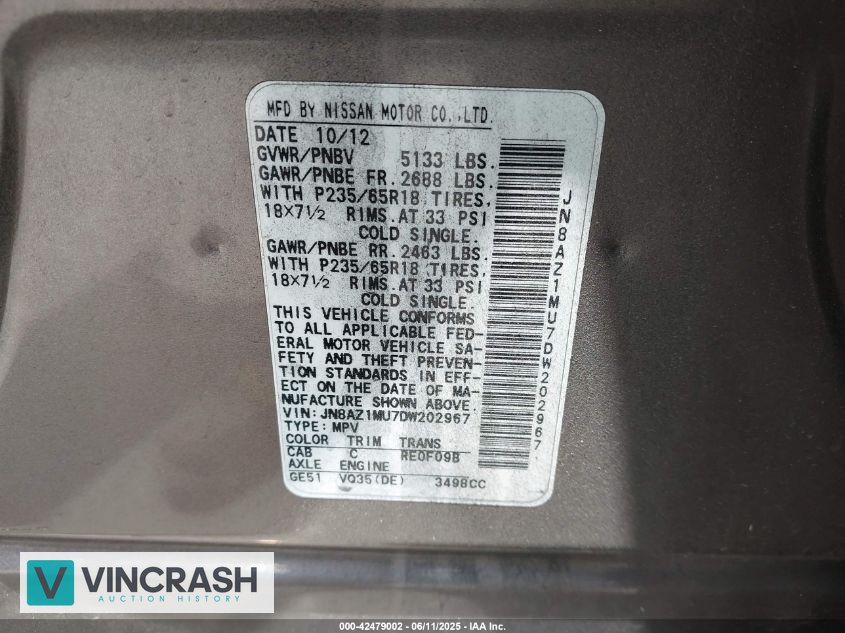 MFD BY NISSAN MOTOR CO.,LTD.
DATE 10/12
GVWR/PNBV 5133 LBS.
GAWR/PNBE FR. 2688 LBS.
WITH P235/65R18 TIRES.
18X7½ RIMS. AT 33 PSI
COLD SINGLE.
GAWR/PNBE RR. 2463 LBS.
WITH P235/65R18 TIRES.
18X7½ RIMS. AT 33 PSI
COLD SINGLE.
THIS VEHICLE CONFORMS
TO ALL APPLICABLE FED-
ERAL MOTOR VEHICLE SA-
FETY AND THEFT PREVEN-
TION STANDARDS IN EFF-
ECT ON THE DATE OF MA-
NUFACTURE SHOWN ABOVE.
VIN: JN8AZ1MU7DW202967
TYPE: MPV
COLOR TRIM TRANS
CAB C RE0F09B
AXLE ENGINE
GE51 VQ35(DE) 3498CC
JN8AZ1MU7DW202967
VINCRASH
AUCTION HISTORY
000-42479002 - 06/11/2025 - IAA Inc.